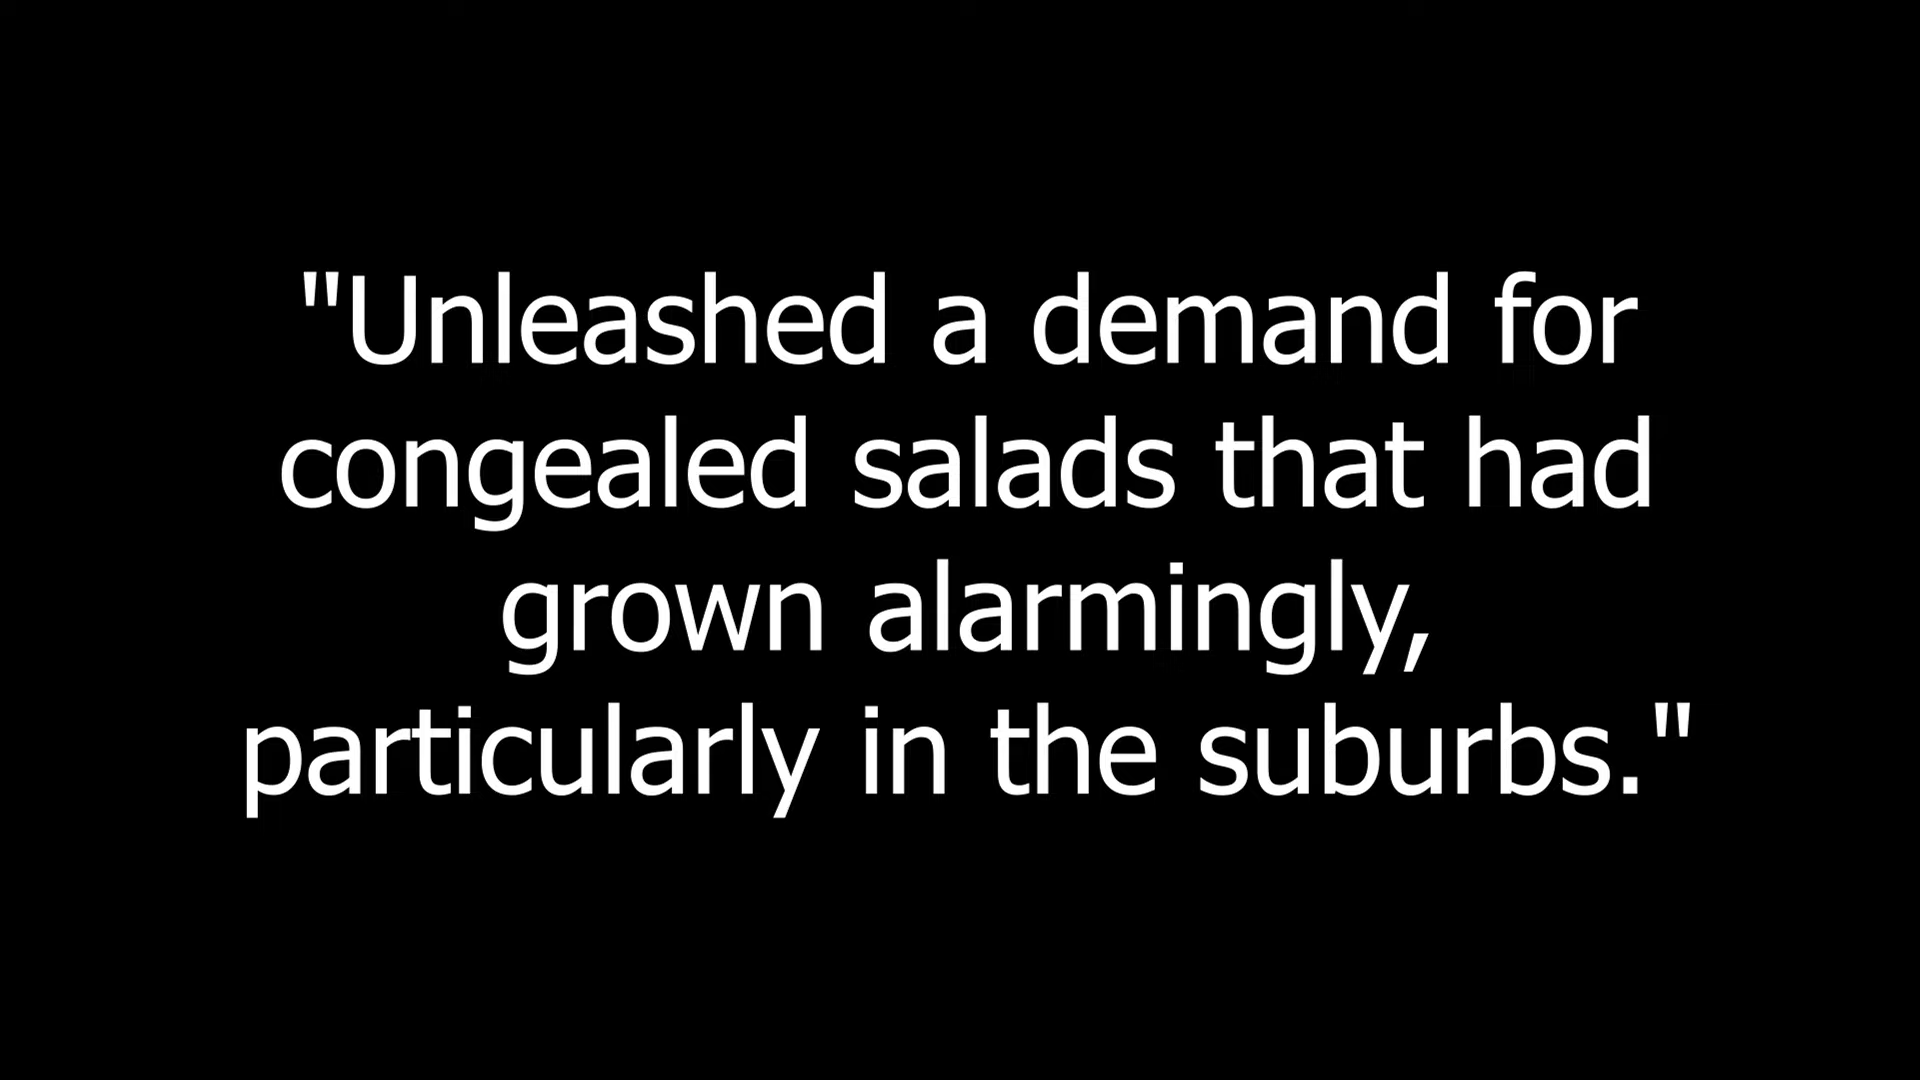 "Unleashed a demand for
congealed salads that had
grown alarmingly,
particularly in the suburbs."